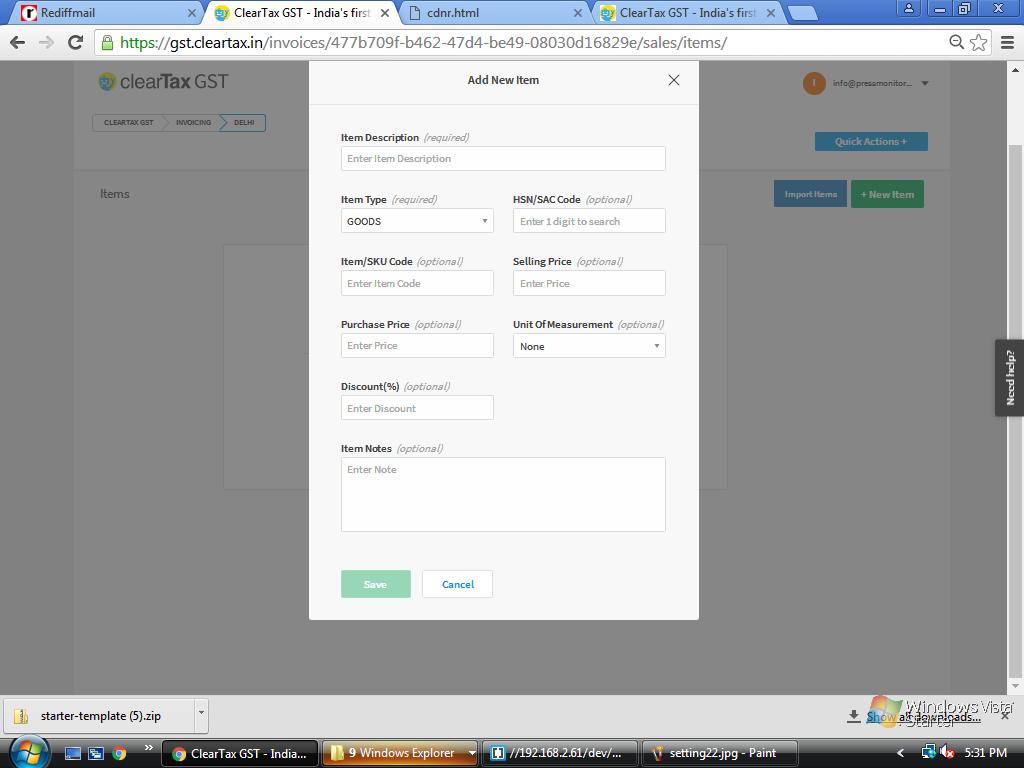 Rediffmail
ClearTax GST - India's first
cdnr.html
ClearTax GST - India's first
https://gst.cleartax.in/invoices/477b709f-b462-47d4-be49-08030d16829e/sales/items/
clearTax GST
Add New Item
info@pressmonitor...
CLEARTAX GST
INVOICING
DELHI
Quick Actions +
Item Description (required)
Enter Item Description
Items
Import Items
+ New Item
Item Type (required)
HSN/SAC Code (optional)
GOODS
Enter 1 digit to search
Item/SKU Code (optional)
Selling Price (optional)
Enter Item Code
Enter Price
Purchase Price (optional)
Unit Of Measurement (optional)
Enter Price
None
Need help?
Discount(%) (optional)
Enter Discount
Item Notes (optional)
Enter Note
Save
Cancel
starter-template (5).zip
Show all downloads...
Windows Vista
Starter
ClearTax GST - India...
9 Windows Explorer
//192.168.2.61/dev/...
setting22.jpg - Paint
5:31 PM